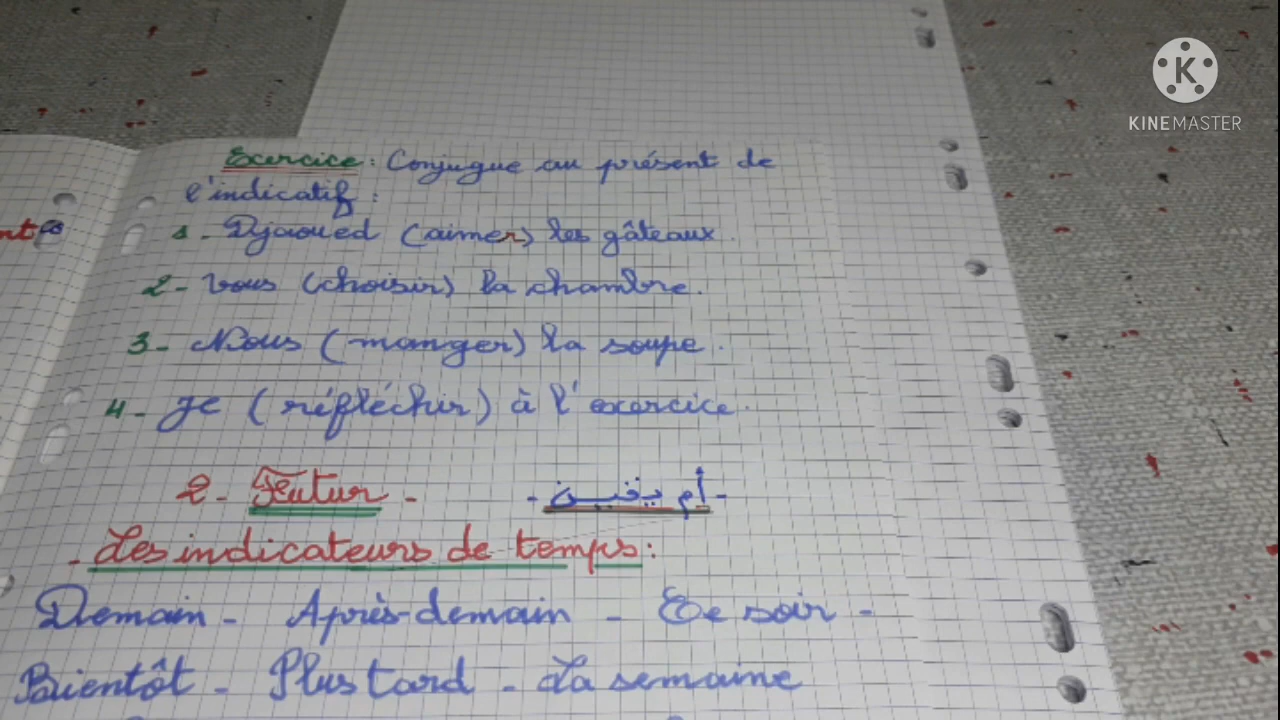 Exercice : Conjugue au présent de
l'indicatif :
1 - Djaoued (aimer) les gâteaux.
2 - Vous (choisir) la chambre.
3 - Nous (manger) la soupe.
4 - Je (réfléchir) à l'exercice.
2 - Futur -
- أم يقين -
- Les indicateurs de temps :
Demain - Après-demain - Ce soir -
Bientôt - Plus tard - La semaine
KINEMASTER